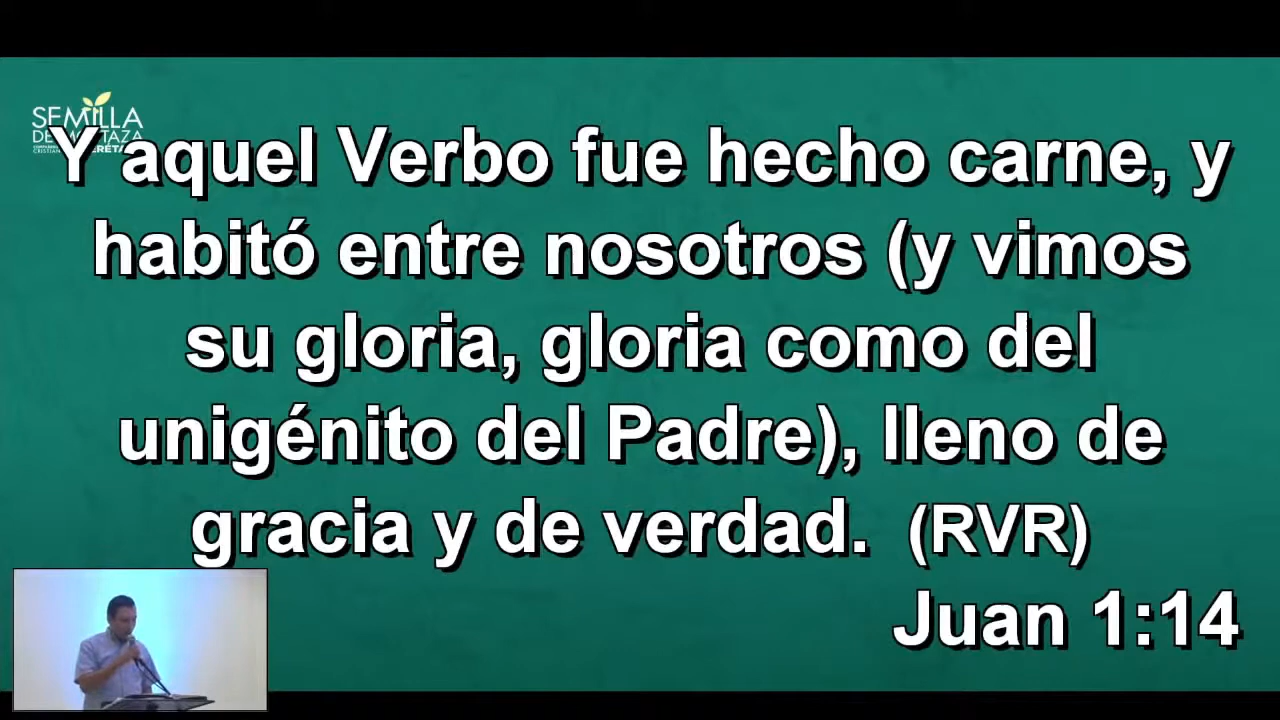 SEMILLA
Y aquel Verbo fue hecho carne, y
habitó entre nosotros (y vimos
su gloria, gloria como del
unigénito del Padre), lleno de
gracia y de verdad. (RVR)
Juan 1:14